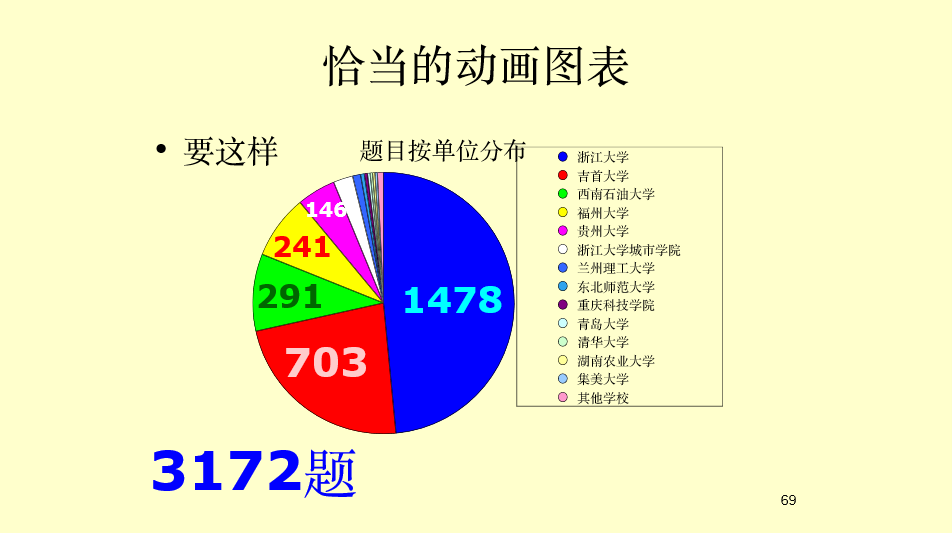 恰当的动画图表
• 要这样
题目按单位分布
146
241
291
1478
703
浙江大学
吉首大学
西南石油大学
福州大学
贵州大学
浙江大学城市学院
兰州理工大学
东北师范大学
重庆科技学院
青岛大学
清华大学
湖南农业大学
集美大学
其他学校
3172题
69